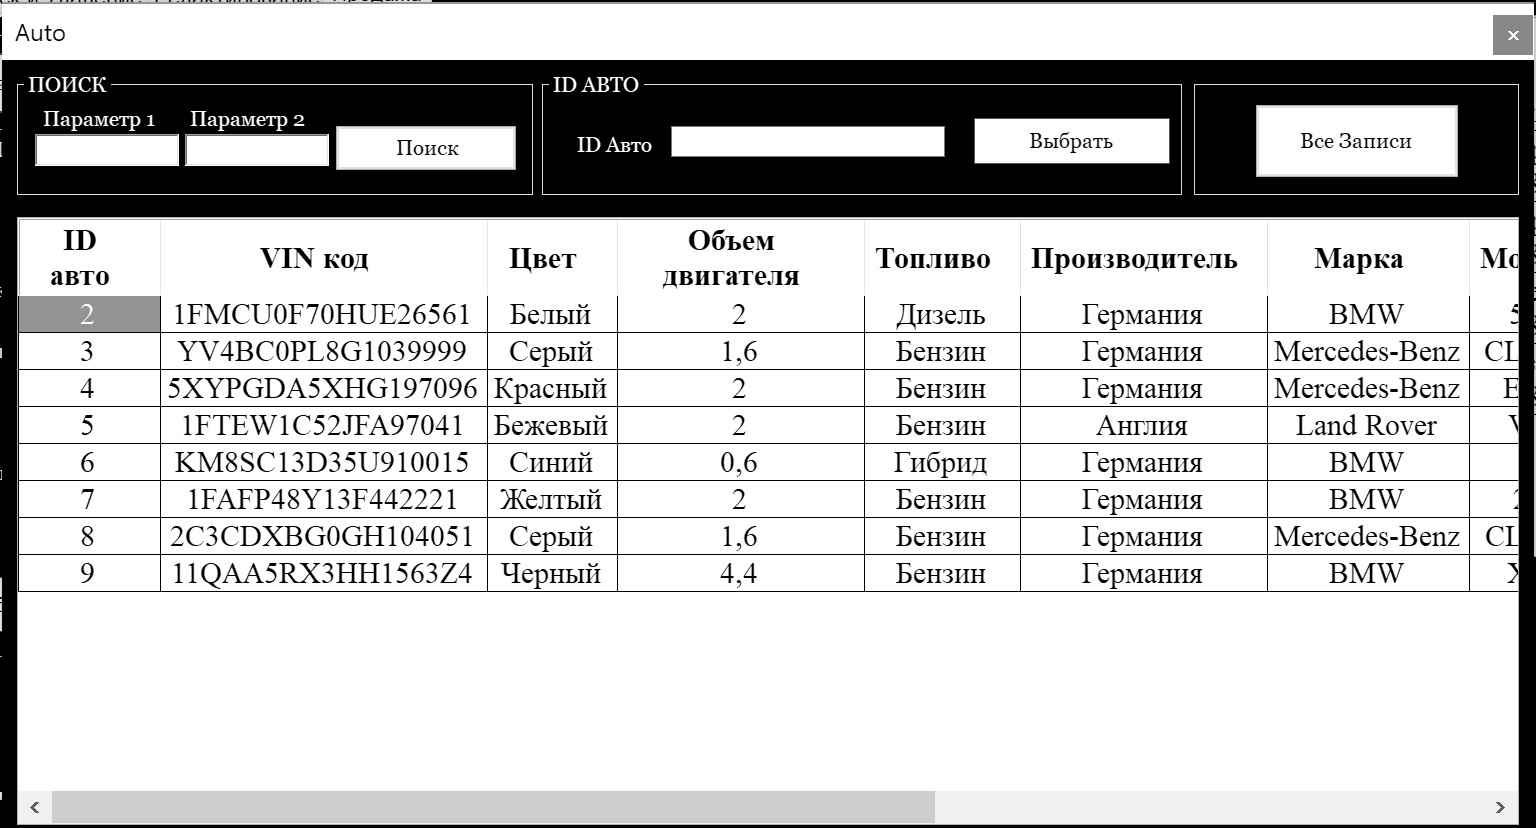 Auto
ПОИСК
Параметр 1 Параметр 2
Поиск
ID АВТО
ID Авто
Выбрать
Все Записи
ID авто VIN код Цвет Объем двигателя Топливо Производитель Марка Мо
2 1FMCU0F70HUE26561 Белый 2 Дизель Германия BMW 5
3 YV4BC0PL8G1039999 Серый 1,6 Бензин Германия Mercedes-Benz CL
4 5XYPGDA5XHG197096 Красный 2 Бензин Германия Mercedes-Benz E
5 1FTEW1C52JFA97041 Бежевый 2 Бензин Англия Land Rover
6 KM8SC13D35U910015 Синий 0,6 Гибрид Германия BMW
7 1FAFP48Y13F442221 Желтый 2 Бензин Германия BMW
8 2C3CDXBG0GH104051 Серый 1,6 Бензин Германия Mercedes-Benz CL
9 11QAA5RX3HH1563Z4 Черный 4,4 Бензин Германия BMW X